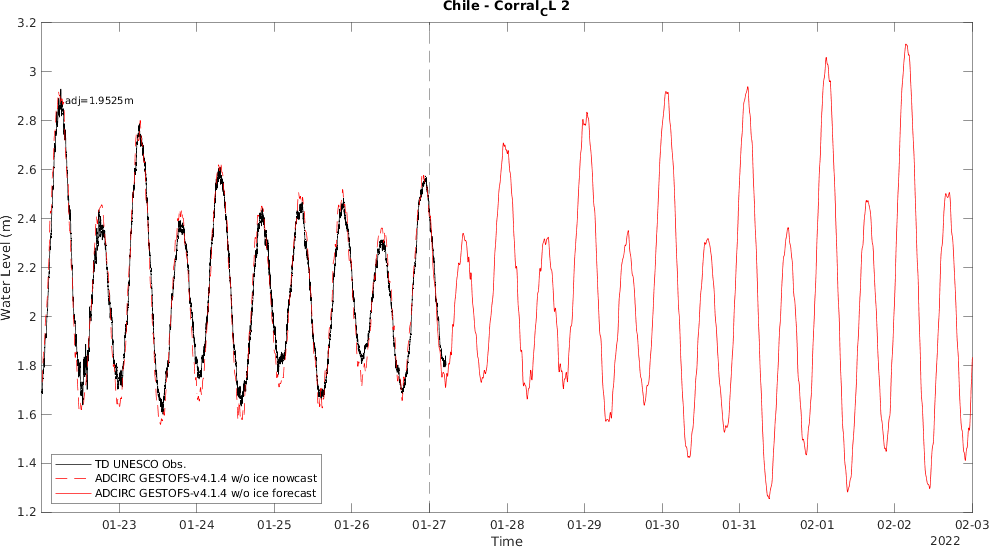 Chile - Corral_CL 2
3.2
3
2.8
2.6
2.4
2.2
2
1.8
1.6
1.4
1.2
Water Level (m)
adj=1.9525m
TD UNESCO Obs.
ADCIRC GESTOFS-v4.1.4 w/o ice nowcast
ADCIRC GESTOFS-v4.1.4 w/o ice forecast
01-23 01-24 01-25 01-26 01-27 01-28 01-29 01-30 01-31 02-01 02-02 02-03
Time
2022